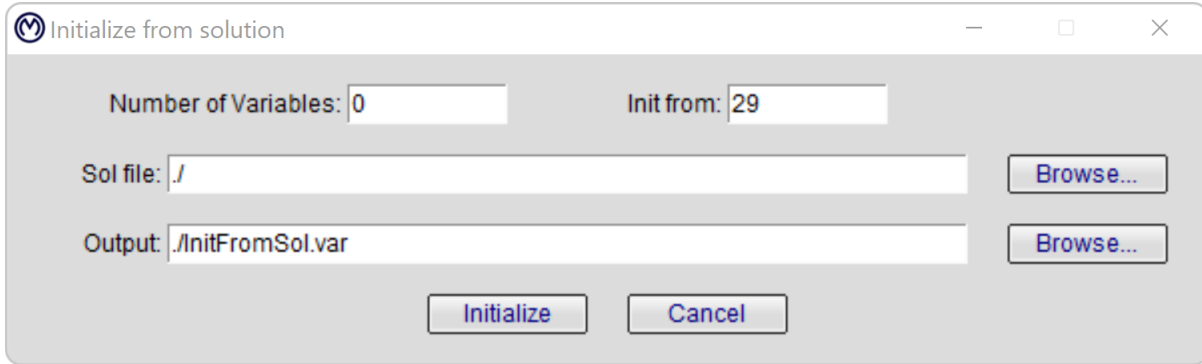 Initialize from solution
Number of Variables: 0 Init from: 29
Sol file: ./ Browse...
Output: ./InitFromSol.var Browse...
Initialize Cancel